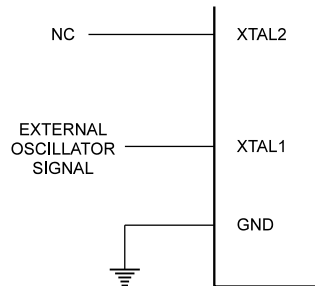 NC
XTAL2
EXTERNAL
OSCILLATOR
SIGNAL
XTAL1
GND